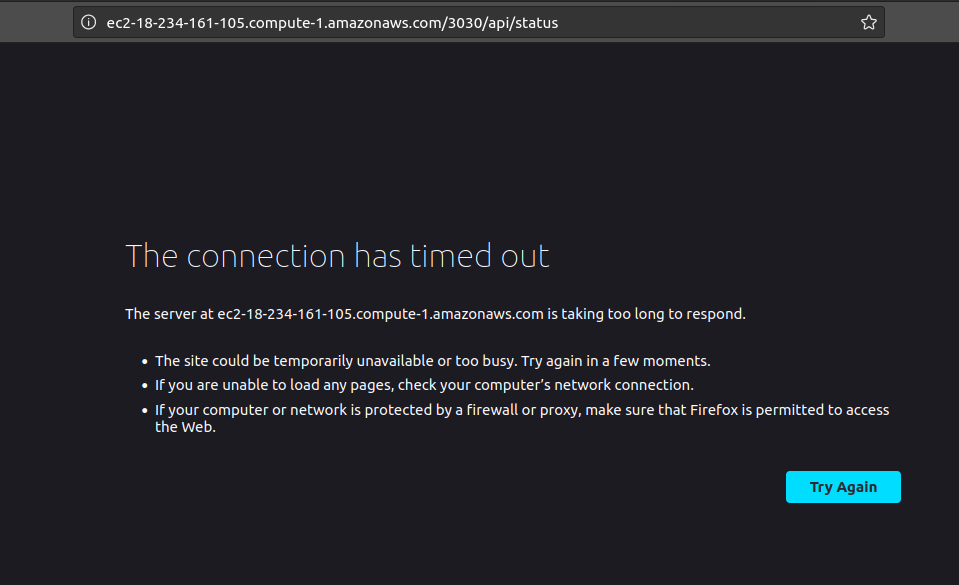 ec2-18-234-161-105.compute-1.amazonaws.com/3030/api/status
The connection has timed out
The server at ec2-18-234-161-105.compute-1.amazonaws.com is taking too long to respond.
• The site could be temporarily unavailable or too busy. Try again in a few moments.
• If you are unable to load any pages, check your computer’s network connection.
• If your computer or network is protected by a firewall or proxy, make sure that Firefox is permitted to access
the Web.
Try Again